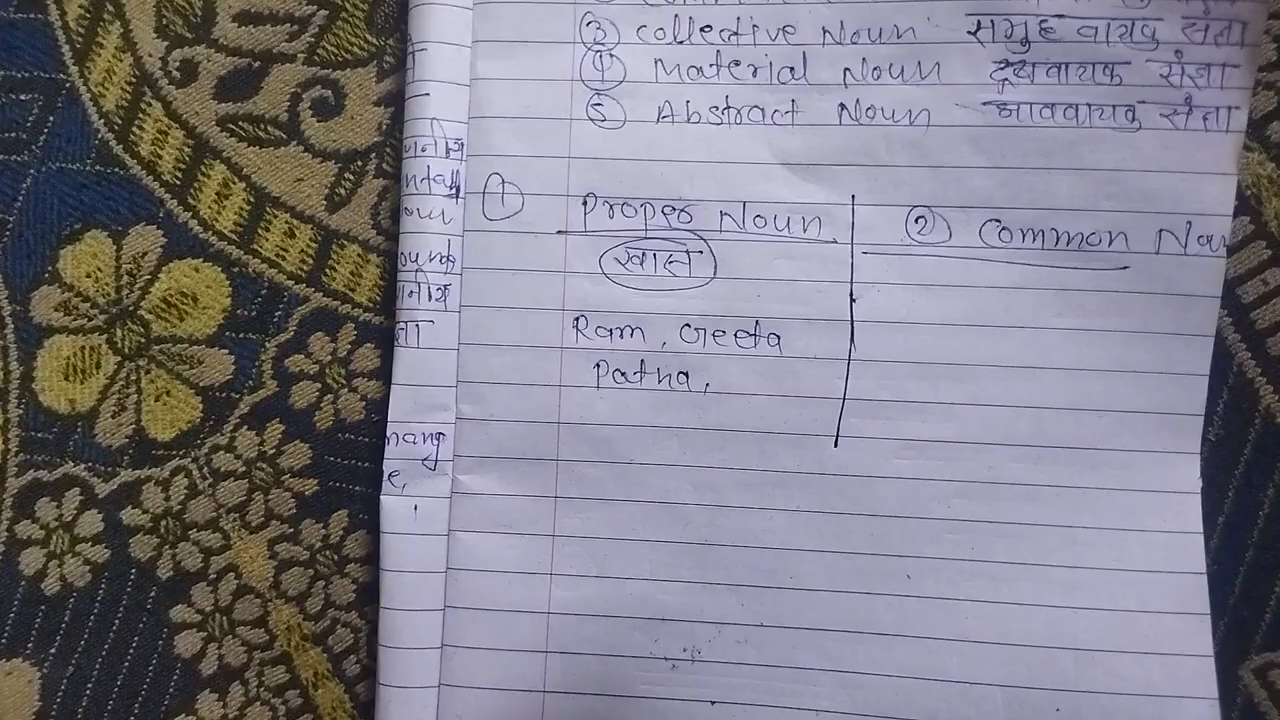 ③ Collective Noun समुह वाचक संज्ञा
④ Material Noun द्रव्यवाचक संज्ञा
⑤ Abstract Noun भाववाचक संज्ञा
① Proper Noun
② Common Nou
खास
Ram, Geeta
Patna,